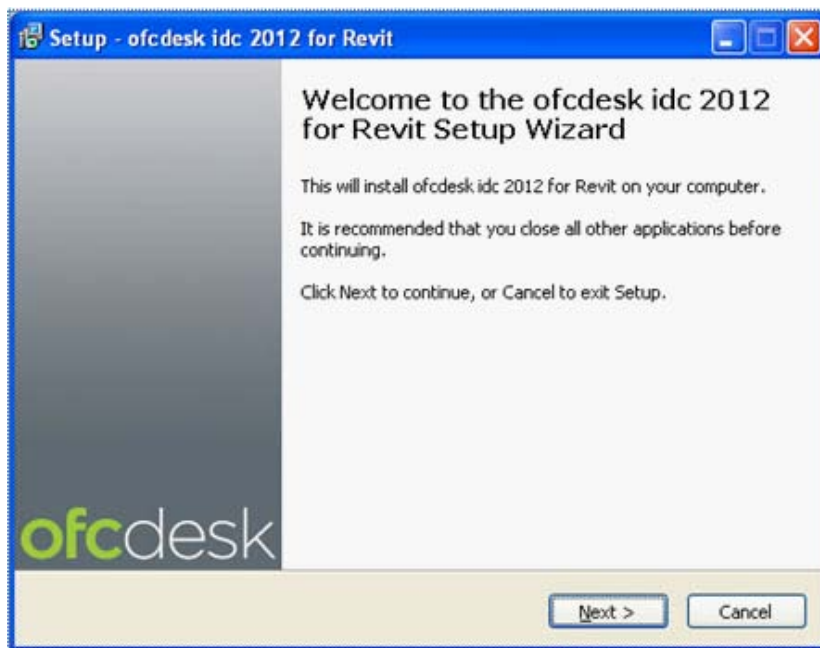 Setup - ofcdesk idc 2012 for Revit
Welcome to the ofcdesk idc 2012
for Revit Setup Wizard
This will install ofcdesk idc 2012 for Revit on your computer.
It is recommended that you close all other applications before
continuing.
Click Next to continue, or Cancel to exit Setup.
ofcdesk
Next >
Cancel